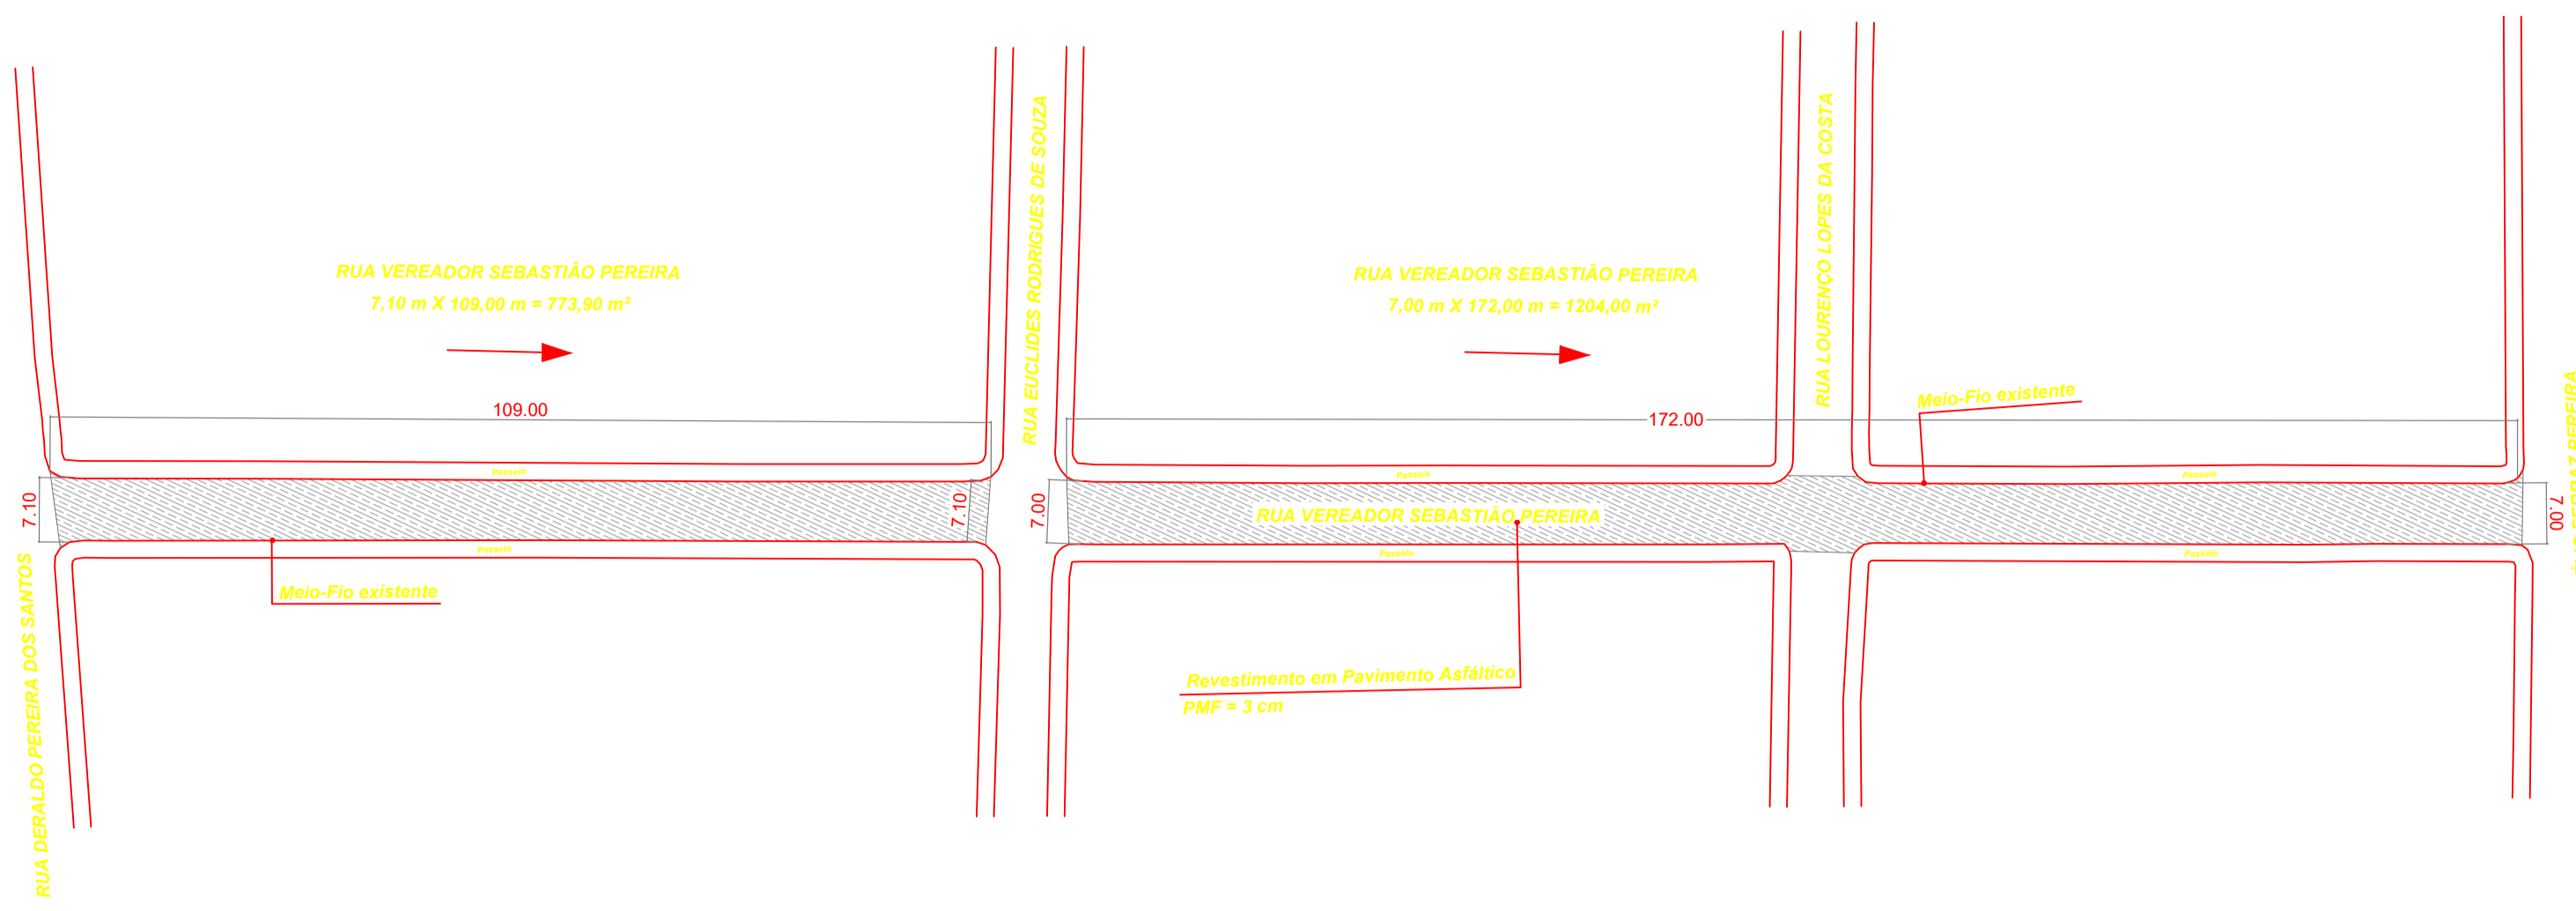 RUA VEREADOR SEBASTIÃO PEREIRA
7,10 m X 109,00 m = 773,90 m²
RUA EUCLIDES RODRIGUES DE SOUZA
RUA VEREADOR SEBASTIÃO PEREIRA
7,00 m X 172,00 m = 1204,00 m²
RUA LOURENÇO LOPES DA COSTA
109.00
172.00
Meio-Fio existente
Passeio
Passeio
Passeio
7.10
7.10
7.00
RUA VEREADOR SEBASTIÃO PEREIRA
7.00
PEREIRA
Passeio
Passeio
Passeio
Meio-Fio existente
RUA DERALDO PEREIRA DOS SANTOS
Revestimento em Pavimento Asfáltico
PMF = 3 cm